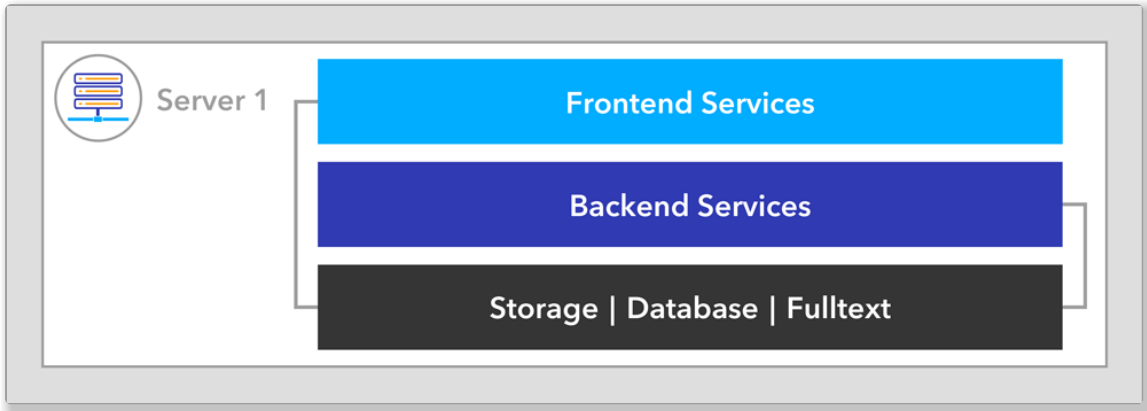 Server 1
Frontend Services
Backend Services
Storage | Database | Fulltext